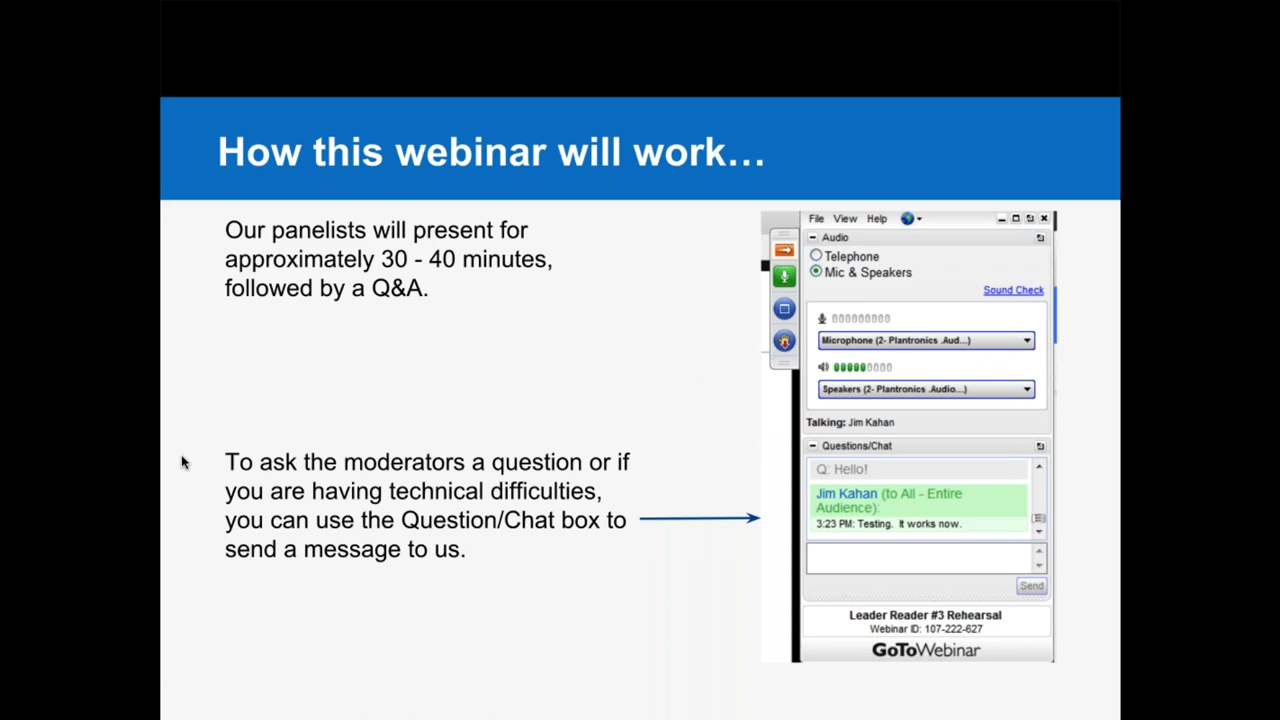 How this webinar will work…
Our panelists will present for
approximately 30 - 40 minutes,
followed by a Q&A.
To ask the moderators a question or if
you are having technical difficulties,
you can use the Question/Chat box to
send a message to us.
File View Help
Audio
Telephone
Mic & Speakers
Sound Check
Microphone (2- Plantronics .Aud...)
Speakers (2- Plantronics .Audio...)
Talking: Jim Kahan
Questions/Chat
Q: Hello!
Jim Kahan (to All - Entire
Audience):
3:23 PM: Testing. It works now.
Send
Leader Reader #3 Rehearsal
Webinar ID: 107-222-627
GoToWebinar